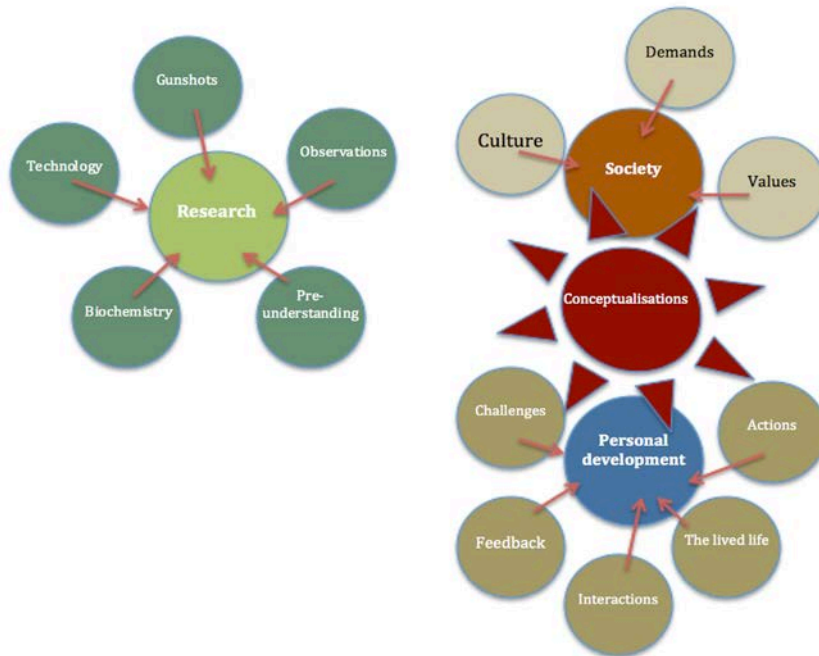 Gunshots
Technology
Observations
Research
Biochemistry
Pre-
understanding
Demands
Culture
Society
Values
Conceptualisations
Challenges
Personal
development
Actions
Feedback
The lived life
Interactions